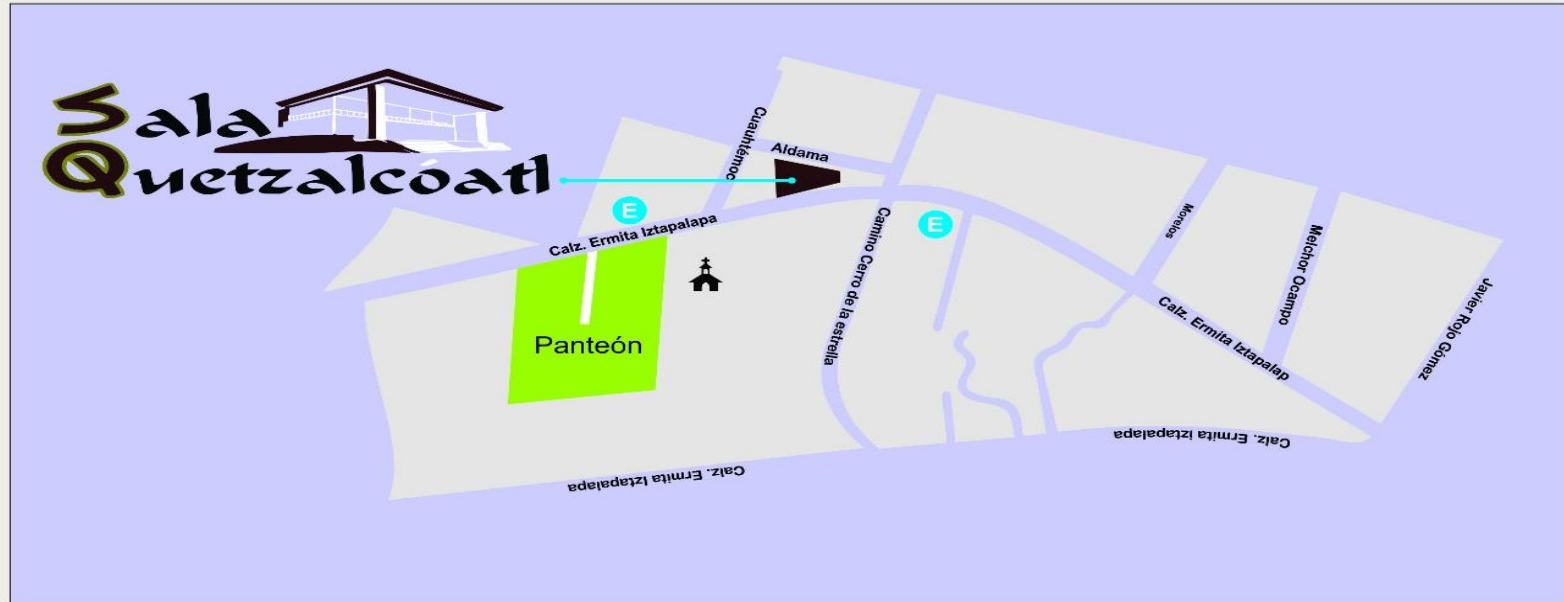 Sala
Quetzalcóatl
Cuauhtémoc
Aldama
E
Calz. Ermita Iztapalapa
Panteón
Camino Cerro de la estrella
E
Morelos
Melchor Ocampo
Javier Rojo Gómez
Calz. Ermita Iztapalap
Calz. Ermita Iztapalapa
Calz. Ermita Iztapalapa